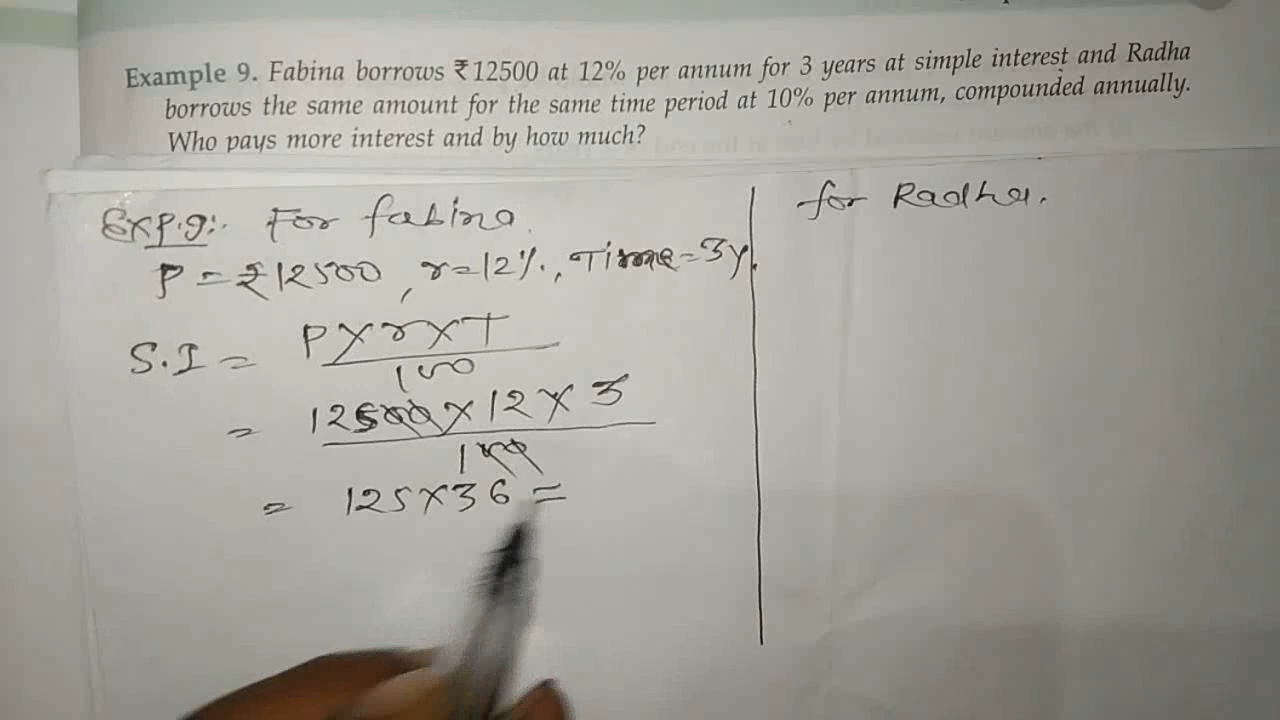 Example 9. Fabina borrows ₹12500 at 12% per annum for 3 years at simple interest and Radha
borrows the same amount for the same time period at 10% per annum, compounded annually.
Who pays more interest and by how much?
Exp.9:. For fabina.
P = ₹12500, r=12%., Time=3y.
S.I = P×r×T
100
= 12500×12×3
100
= 125×36 =
for Radha.